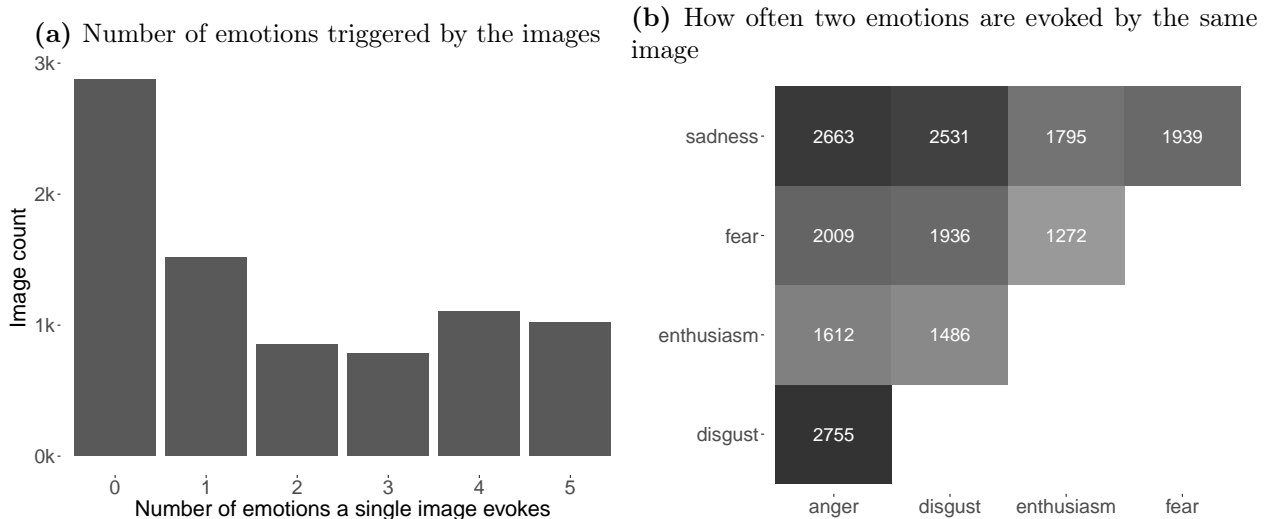 (a) Number of emotions triggered by the images
3k
2k
1k
0k
Image count
0 1 2 3 4 5
Number of emotions a single image evokes
(b) How often two emotions are evoked by the same
image
sadness 2663 2531 1795 1939
fear 2009 1936 1272
enthusiasm 1612 1486
disgust 2755
anger disgust enthusiasm fear